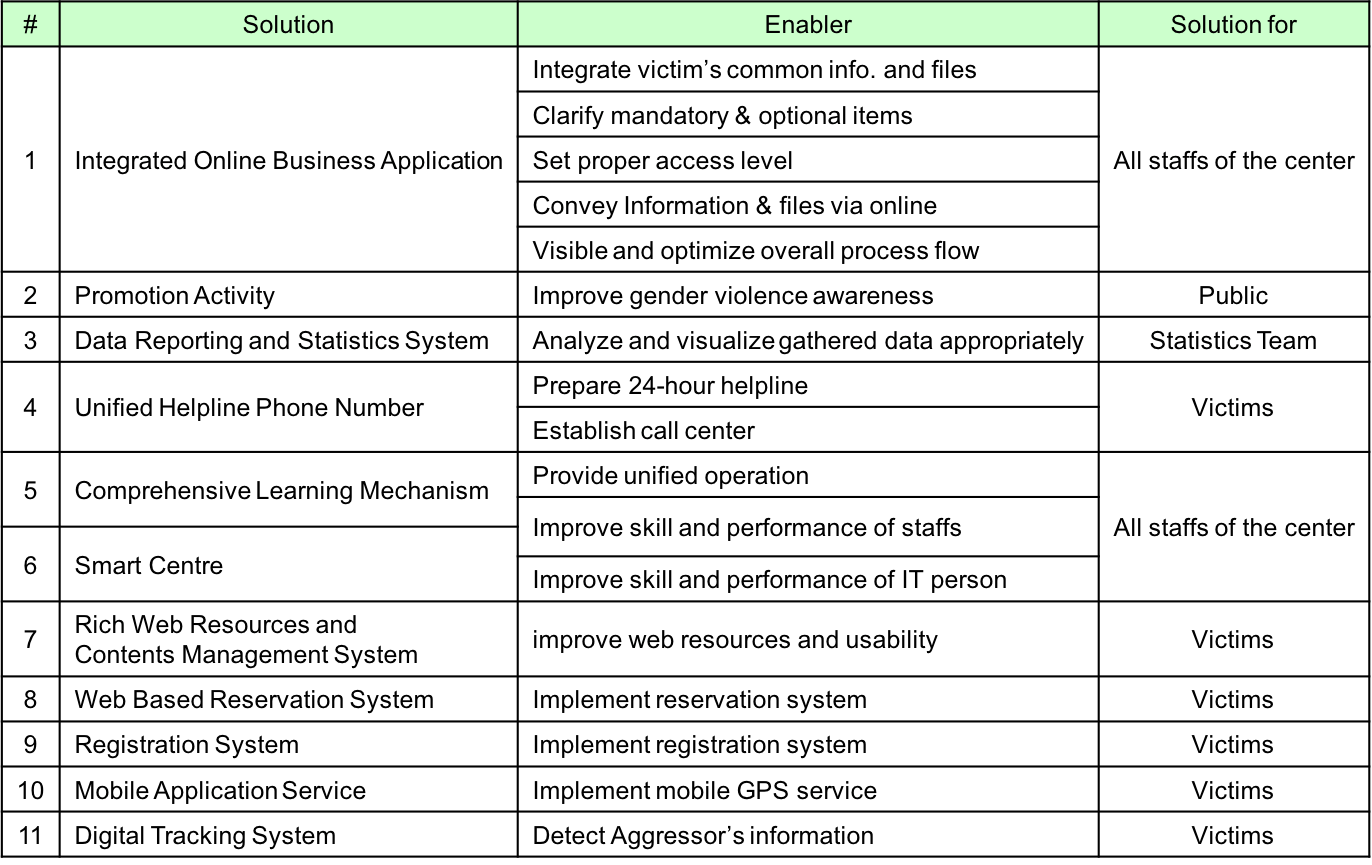 # Solution Enabler Solution for
1 Integrated Online Business Application
Integrate victim’s common info. and files
Clarify mandatory & optional items
Set proper access level
Convey Information & files via online
Visible and optimize overall process flow
All staffs of the center
2 Promotion Activity Improve gender violence awareness Public
3 Data Reporting and Statistics System Analyze and visualize gathered data appropriately Statistics Team
4 Unified Helpline Phone Number
Prepare 24-hour helpline
Establish call center
Victims
5 Comprehensive Learning Mechanism
6 Smart Centre
Provide unified operation
Improve skill and performance of staffs
Improve skill and performance of IT person
All staffs of the center
7 Rich Web Resources and
Contents Management System
improve web resources and usability
Victims
8 Web Based Reservation System Implement reservation system Victims
9 Registration System Implement registration system Victims
10 Mobile Application Service Implement mobile GPS service Victims
11 Digital Tracking System Detect Aggressor’s information Victims